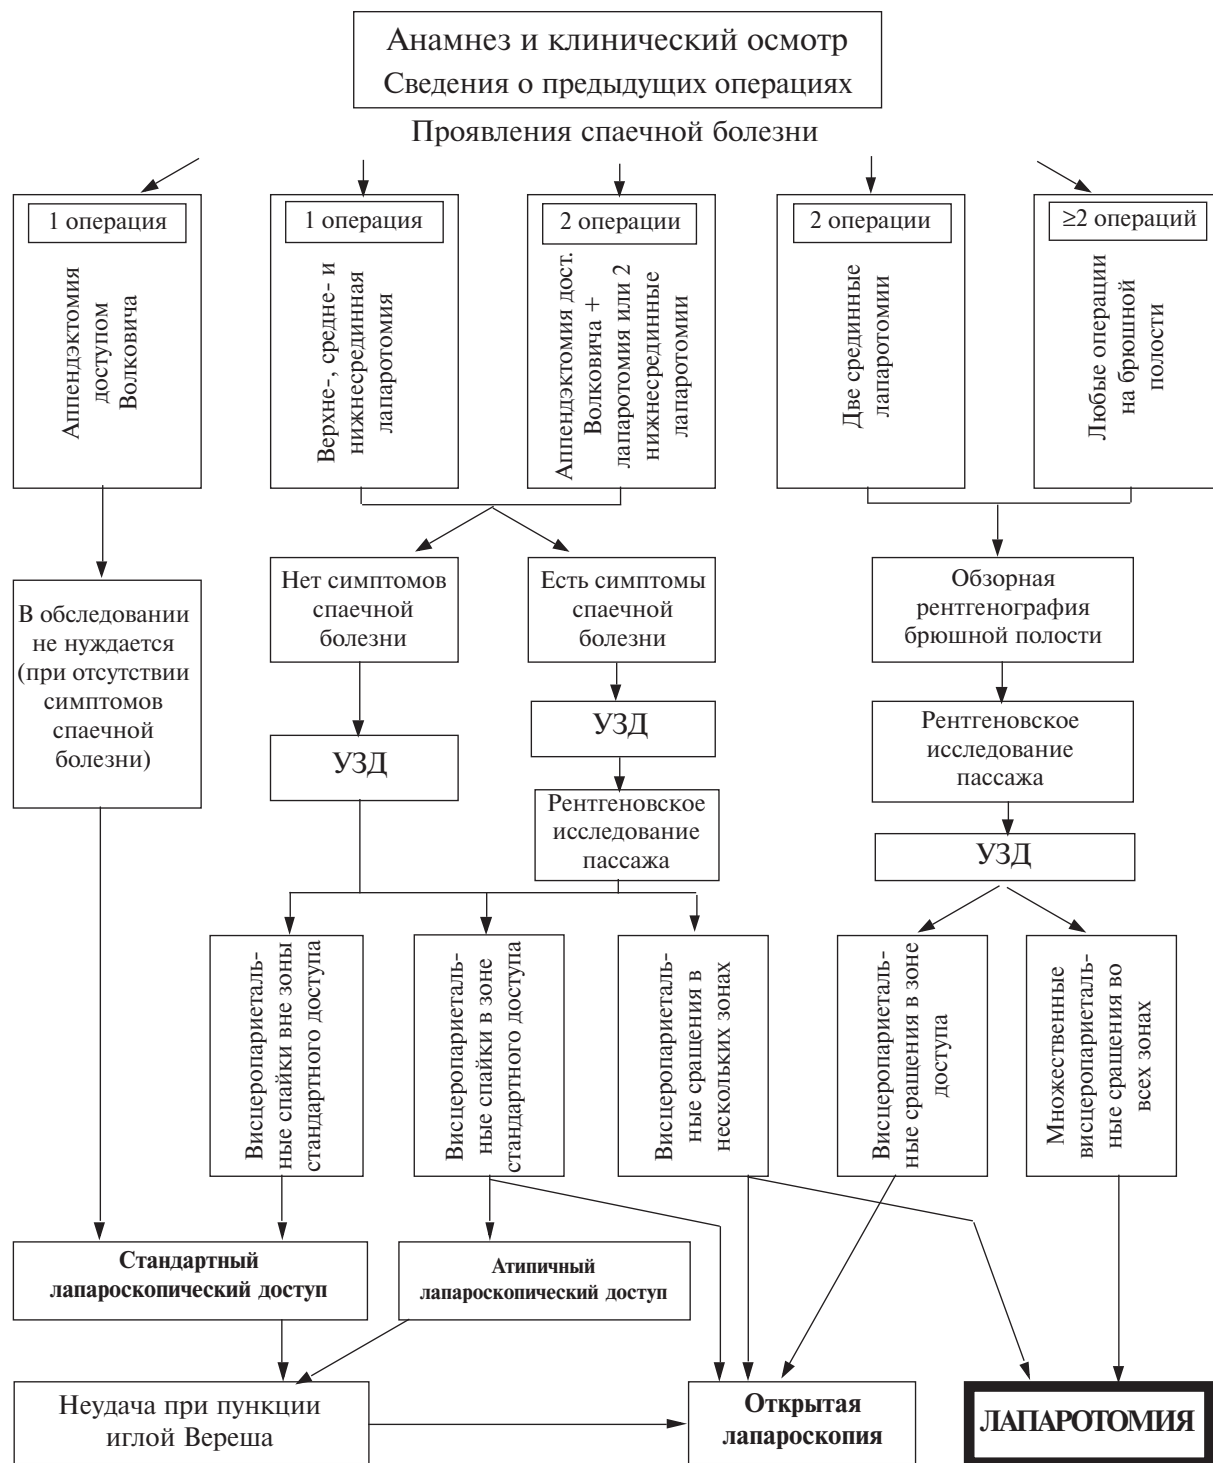 Анамнез и клинический осмотр
Сведения о предыдущих операциях
Проявления спаечной болезни
1 операция
Аппендэктомия
доступом
Волковича
1 операция
Верхне-, средне- и
нижнесрединная
лапаротомия
2 операции
Аппендэктомия дост.
Волковича +
лапаротомия или 2
нижнесрединные
лапаротомии
2 операции
Две срединные
лапаротомии
≥2 операций
Любые операции
на брюшной
полости
В обследовании
не нуждается
(при отсутствии
симптомов
спаечной
болезни)
Нет симптомов
спаечной
болезни
Есть симптомы
спаечной
болезни
Обзорная
рентгенография
брюшной полости
УЗД
УЗД
Рентгеновское
исследование
пассажа
Рентгеновское
исследование
пассажа
УЗД
Висцеропариеталь-
ные спайки вне зоны
стандартного доступа
Висцеропариеталь-
ные спайки в зоне
стандартного доступа
Висцеропариеталь-
ные сращения в
нескольких зонах
Висцеропариеталь-
ные сращения в зоне
доступа
Множественные
висцеропариеталь-
ные сращения во
всех зонах
Стандартный
лапароскопический доступ
Атипичный
лапароскопический доступ
Неудача при пункции
иглой Вереша
Открытая
лапароскопия
ЛАПАРОТОМИЯ